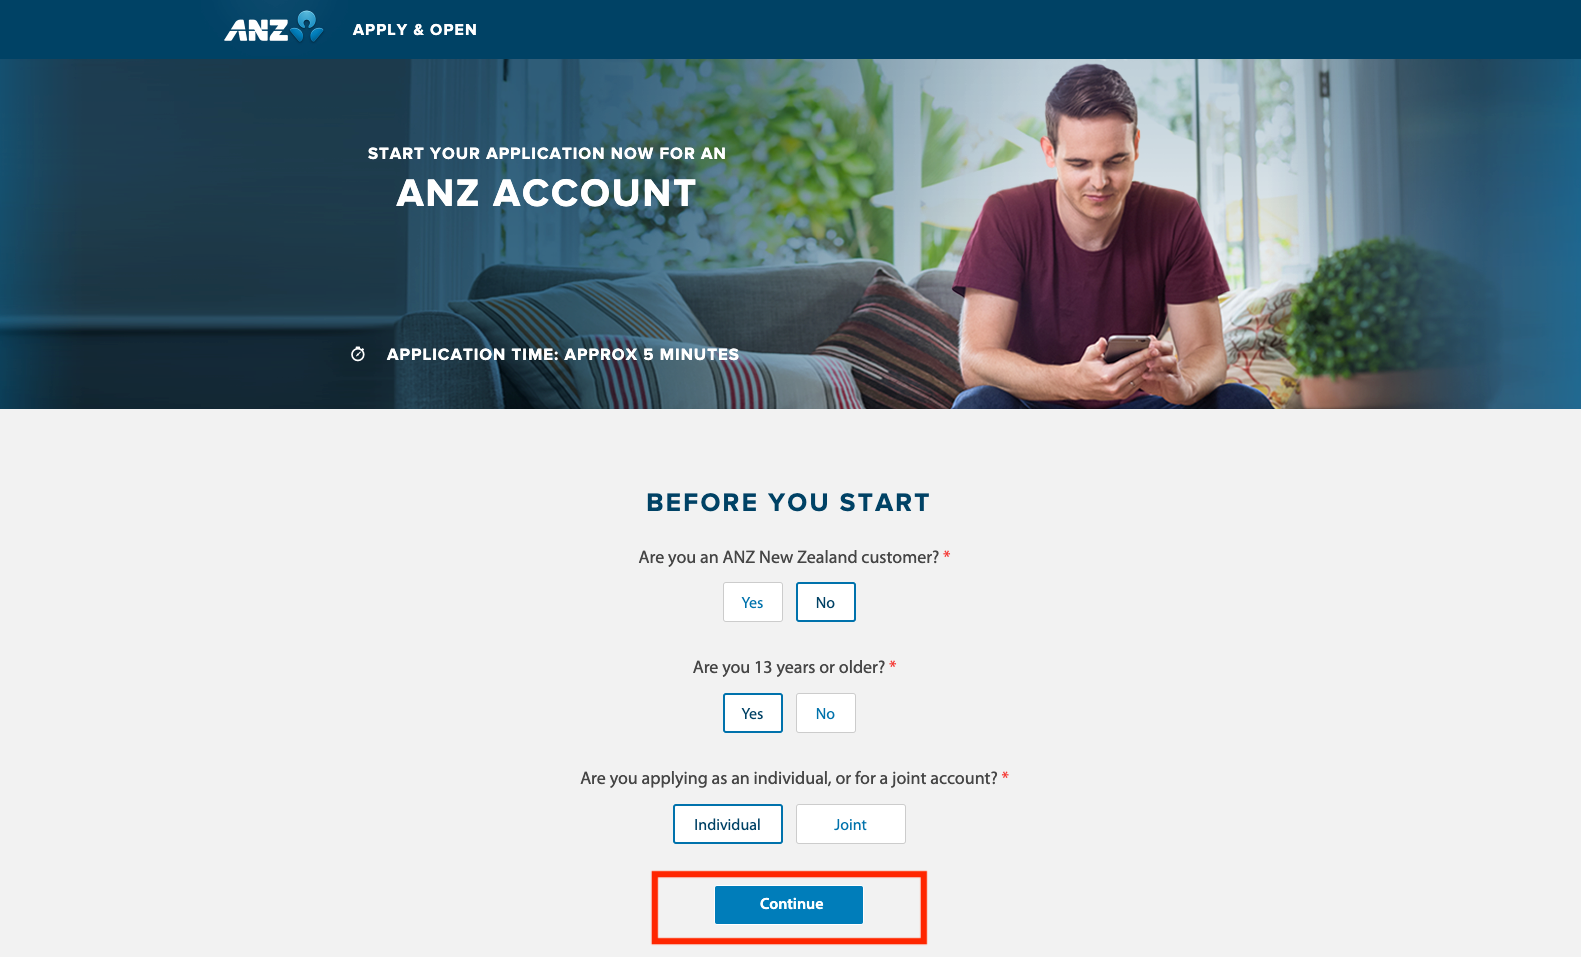 ANZ APPLY & OPEN
START YOUR APPLICATION NOW FOR AN
ANZ ACCOUNT
APPLICATION TIME: APPROX 5 MINUTES
BEFORE YOU START
Are you an ANZ New Zealand customer? *
Yes No
Are you 13 years or older? *
Yes No
Are you applying as an individual, or for a joint account? *
Individual Joint
Continue